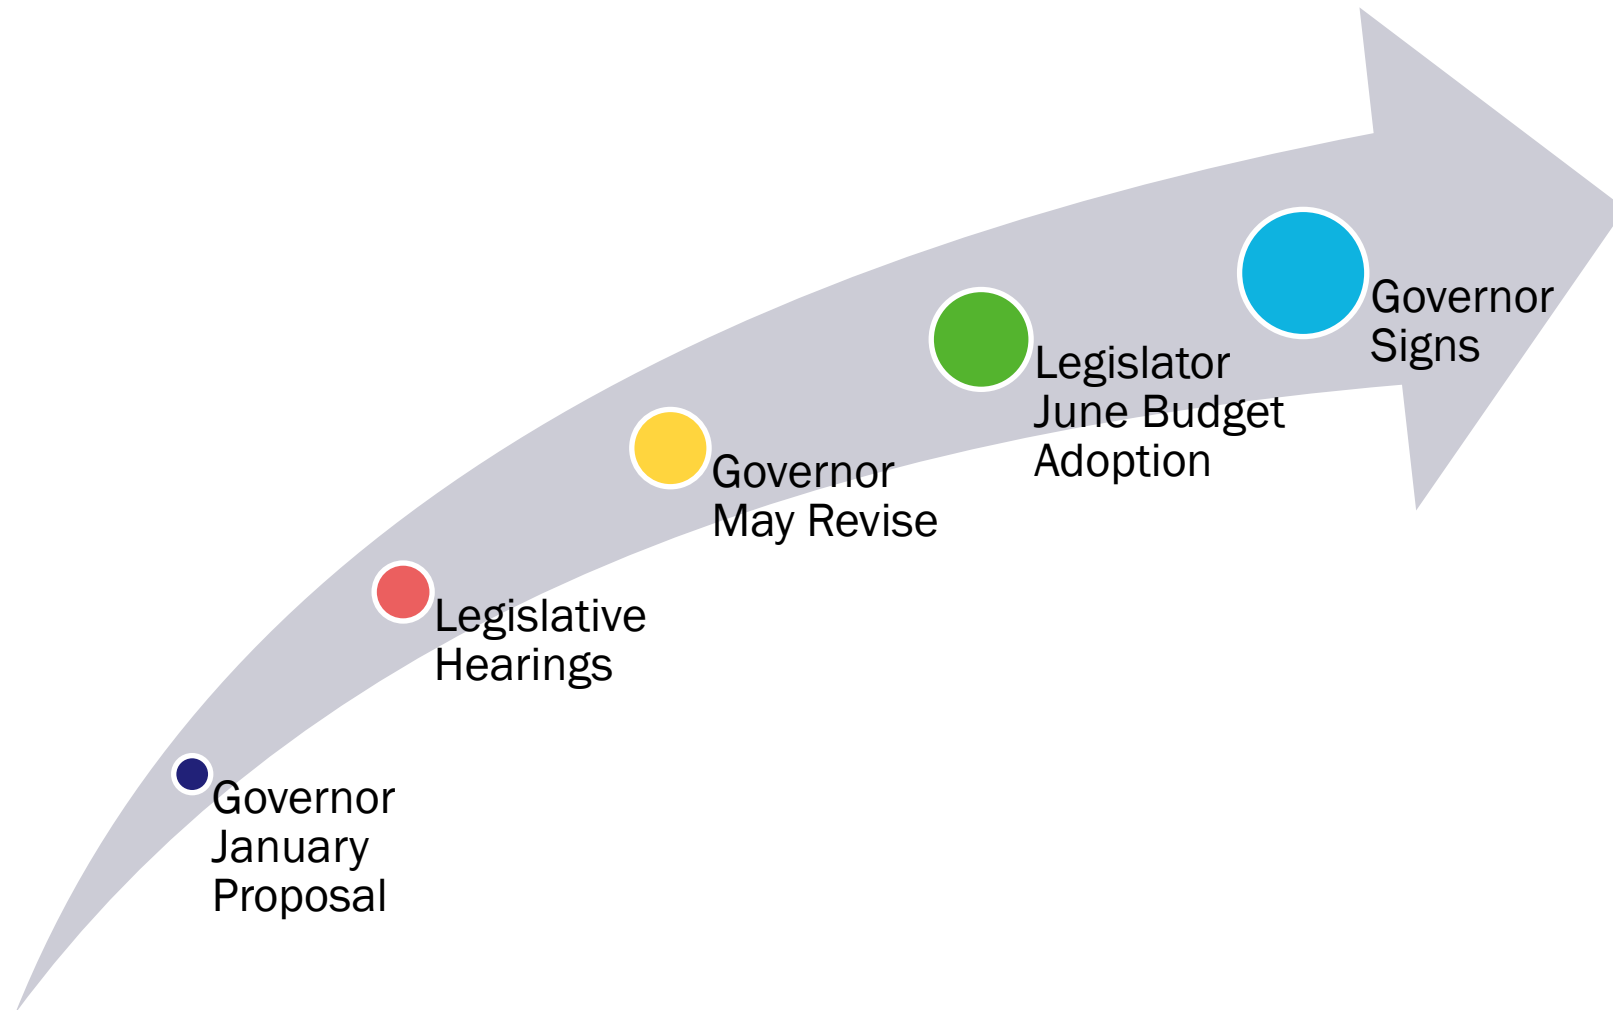 Governor
January
Proposal
Legislative
Hearings
Governor
May Revise
Legislator
June Budget
Adoption
Governor
Signs